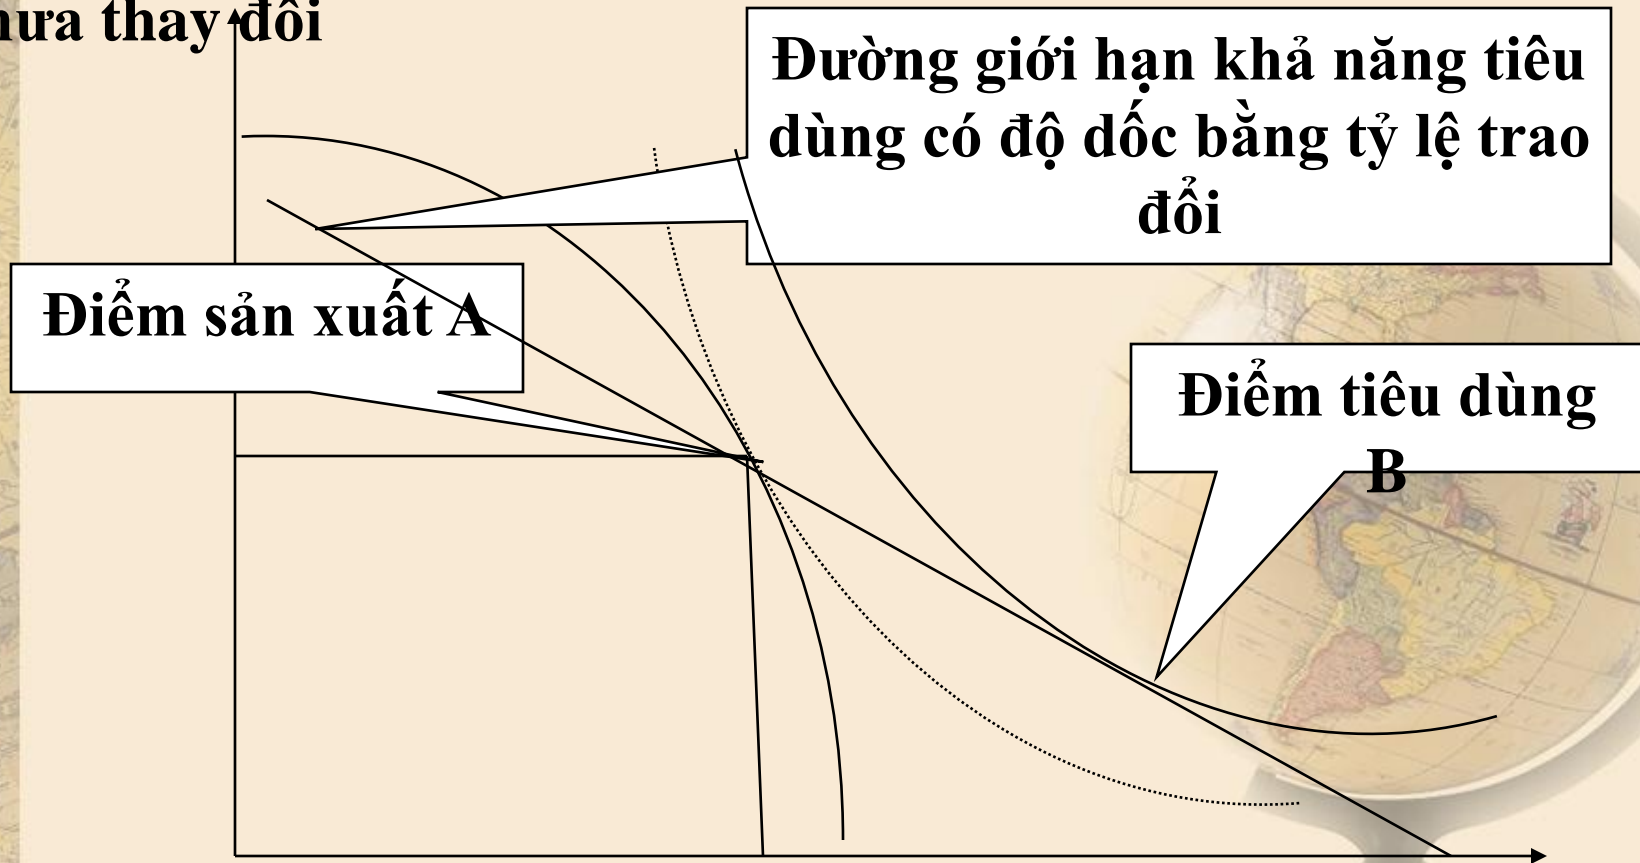 thay đổi
Đường giới hạn khả năng tiêu
dùng có độ dốc bằng tỷ lệ trao
đổi
Điểm sản xuất A
Điểm tiêu dùng
B